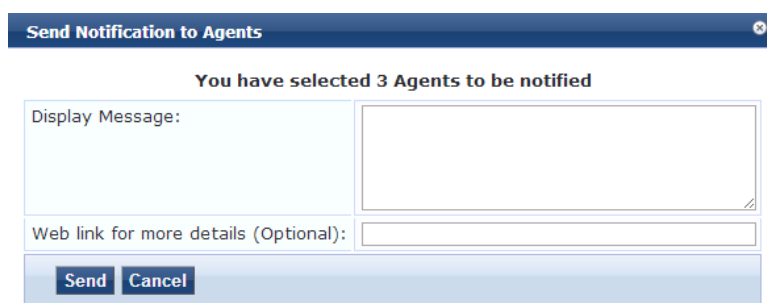 Send Notification to Agents
You have selected 3 Agents to be notified
Display Message:
Web link for more details (Optional):
Send Cancel